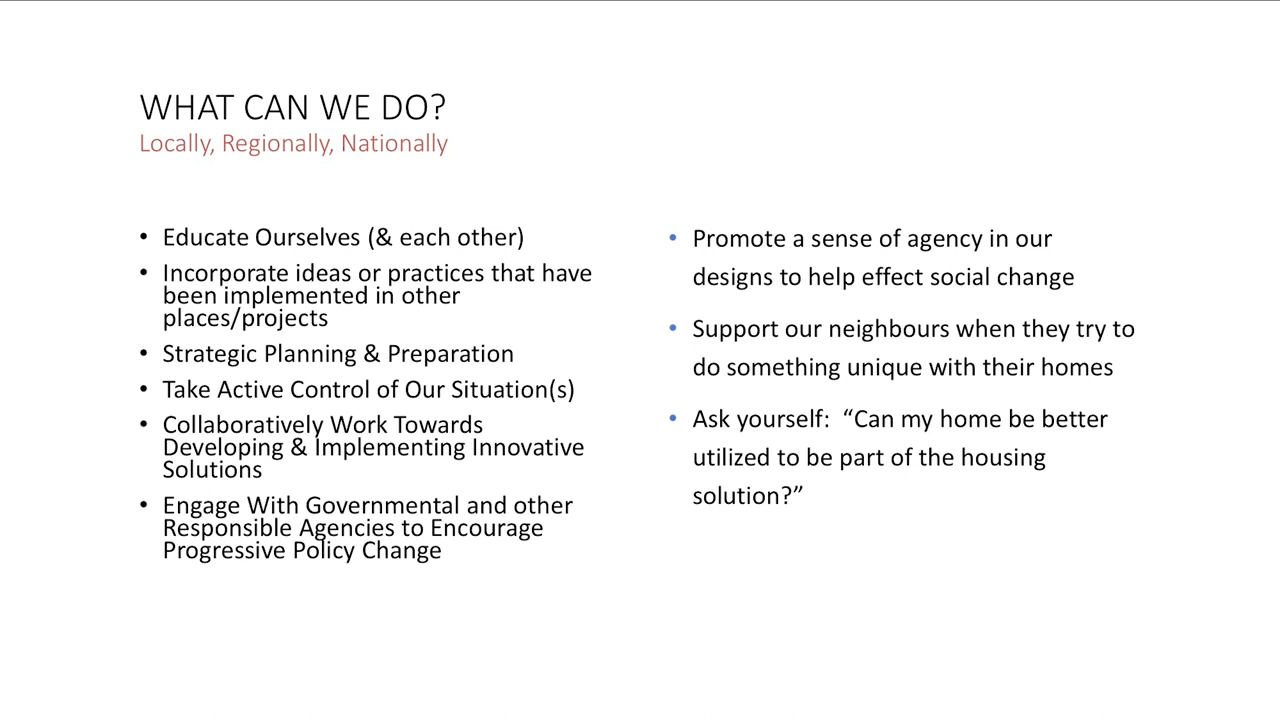 WHAT CAN WE DO?
Locally, Regionally, Nationally
• Educate Ourselves (& each other)
• Incorporate ideas or practices that have
been implemented in other
places/projects
• Strategic Planning & Preparation
• Take Active Control of Our Situation(s)
• Collaboratively Work Towards
Developing & Implementing Innovative
Solutions
• Engage With Governmental and other
Responsible Agencies to Encourage
Progressive Policy Change
• Promote a sense of agency in our
designs to help effect social change
• Support our neighbours when they try to
do something unique with their homes
• Ask yourself:  “Can my home be better
utilized to be part of the housing
solution?”